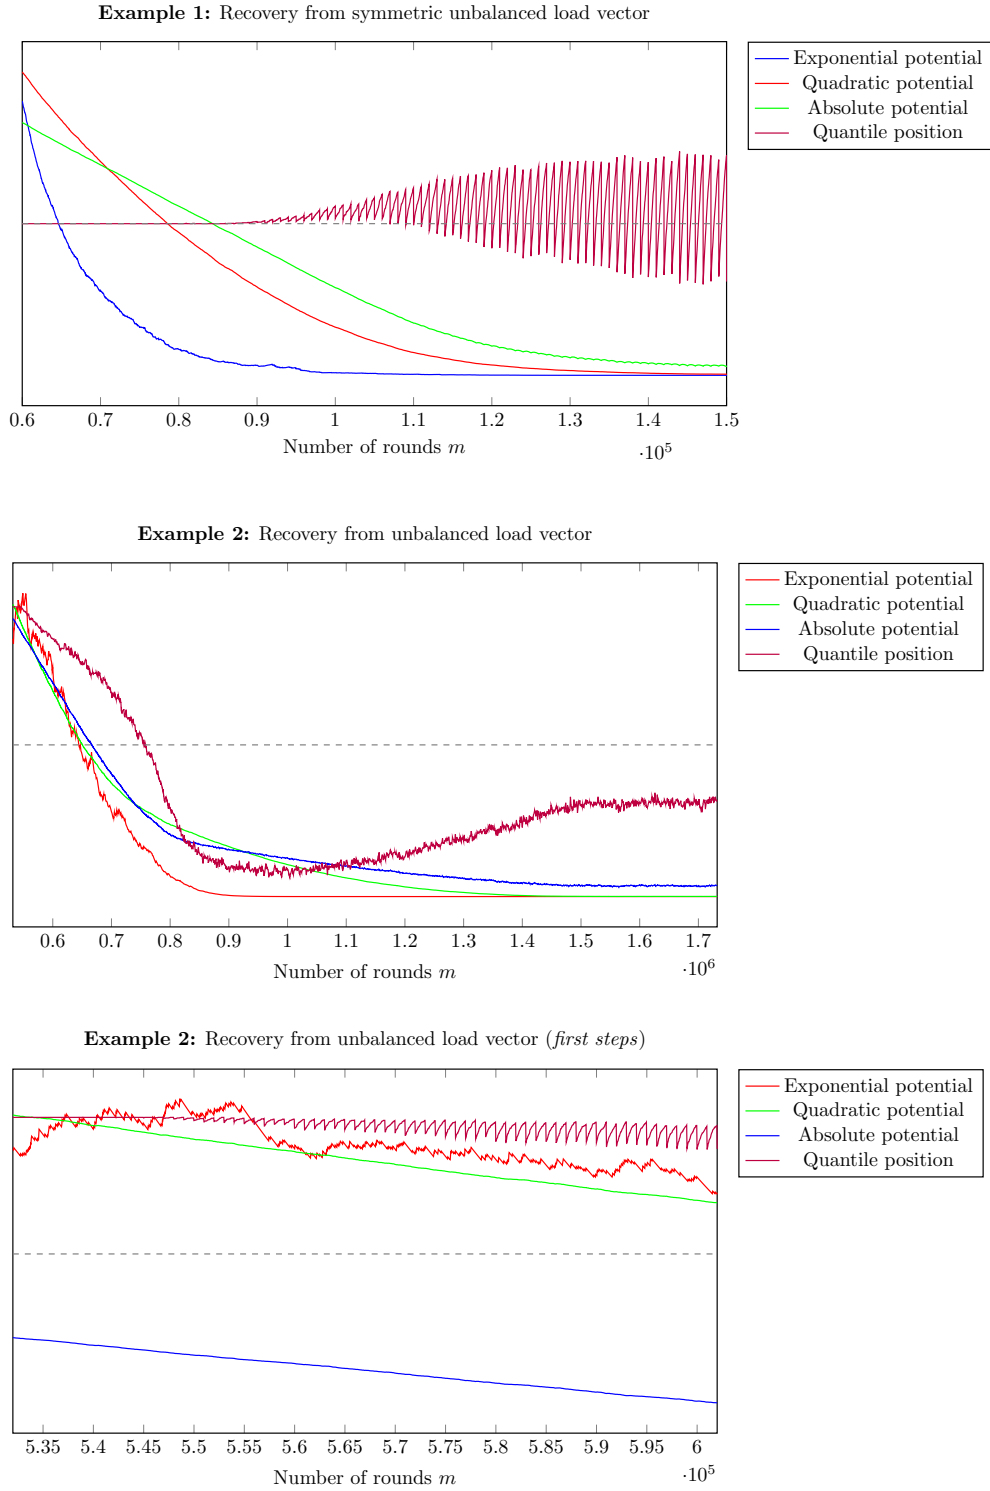 Example 1: Recovery from symmetric unbalanced load vector
Exponential potential
Quadratic potential
Absolute potential
Quantile position
0.6 0.7 0.8 0.9 1 1.1 1.2 1.3 1.4 1.5
Number of rounds m
·10⁵
Example 2: Recovery from unbalanced load vector
Exponential potential
Quadratic potential
Absolute potential
Quantile position
0.6 0.7 0.8 0.9 1 1.1 1.2 1.3 1.4 1.5 1.6 1.7
Number of rounds m
·10⁶
Example 2: Recovery from unbalanced load vector (first steps)
Exponential potential
Quadratic potential
Absolute potential
Quantile position
5.35 5.4 5.45 5.5 5.55 5.6 5.65 5.7 5.75 5.8 5.85 5.9 5.95 6
Number of rounds m
·10⁵